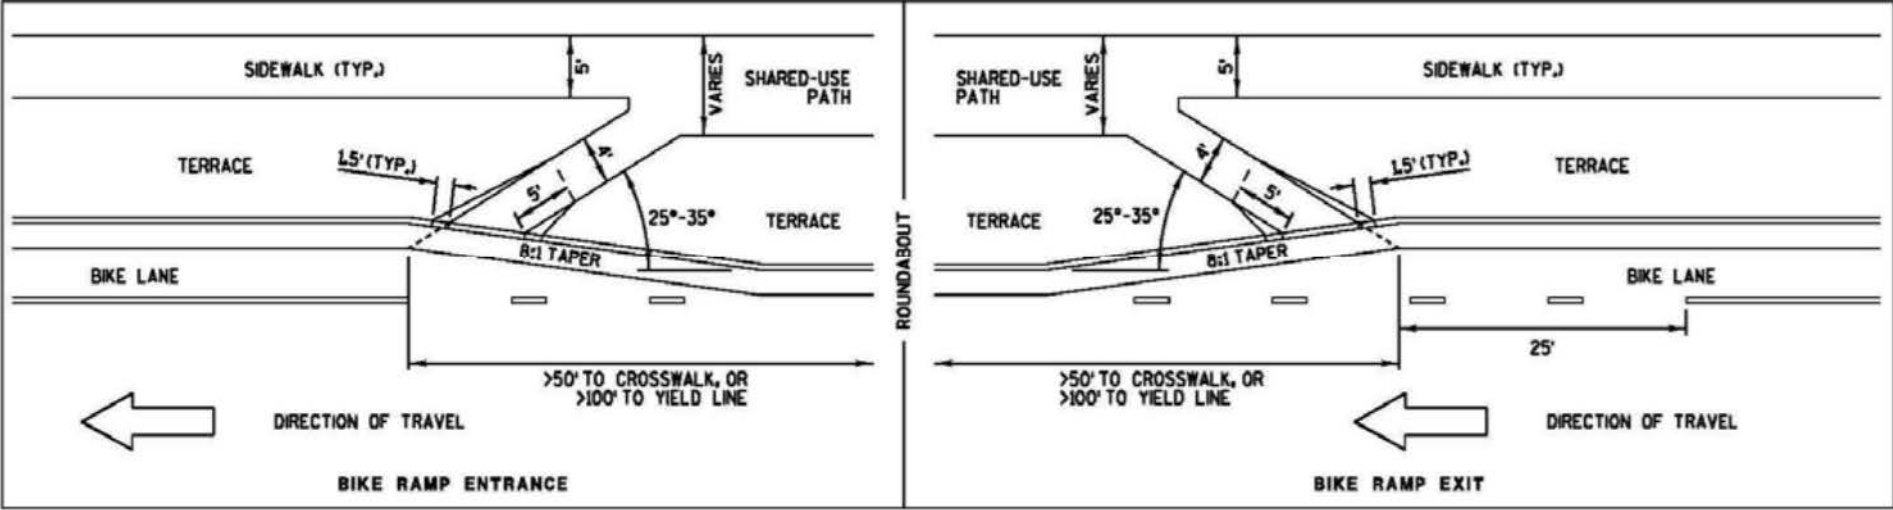 SIDEWALK (TYP.)
5'
VARIES
SHARED-USE
PATH
TERRACE
1.5' (TYP.)
4'
5'
25°-35°
TERRACE
8:1 TAPER
BIKE LANE
>50' TO CROSSWALK, OR
>100' TO YIELD LINE
DIRECTION OF TRAVEL
BIKE RAMP ENTRANCE
ROUNDABOUT
SHARED-USE
PATH
VARIES
5'
SIDEWALK (TYP.)
4'
1.5' (TYP.)
TERRACE
5'
TERRACE
25°-35°
8:1 TAPER
BIKE LANE
25'
>50' TO CROSSWALK, OR
>100' TO YIELD LINE
DIRECTION OF TRAVEL
BIKE RAMP EXIT